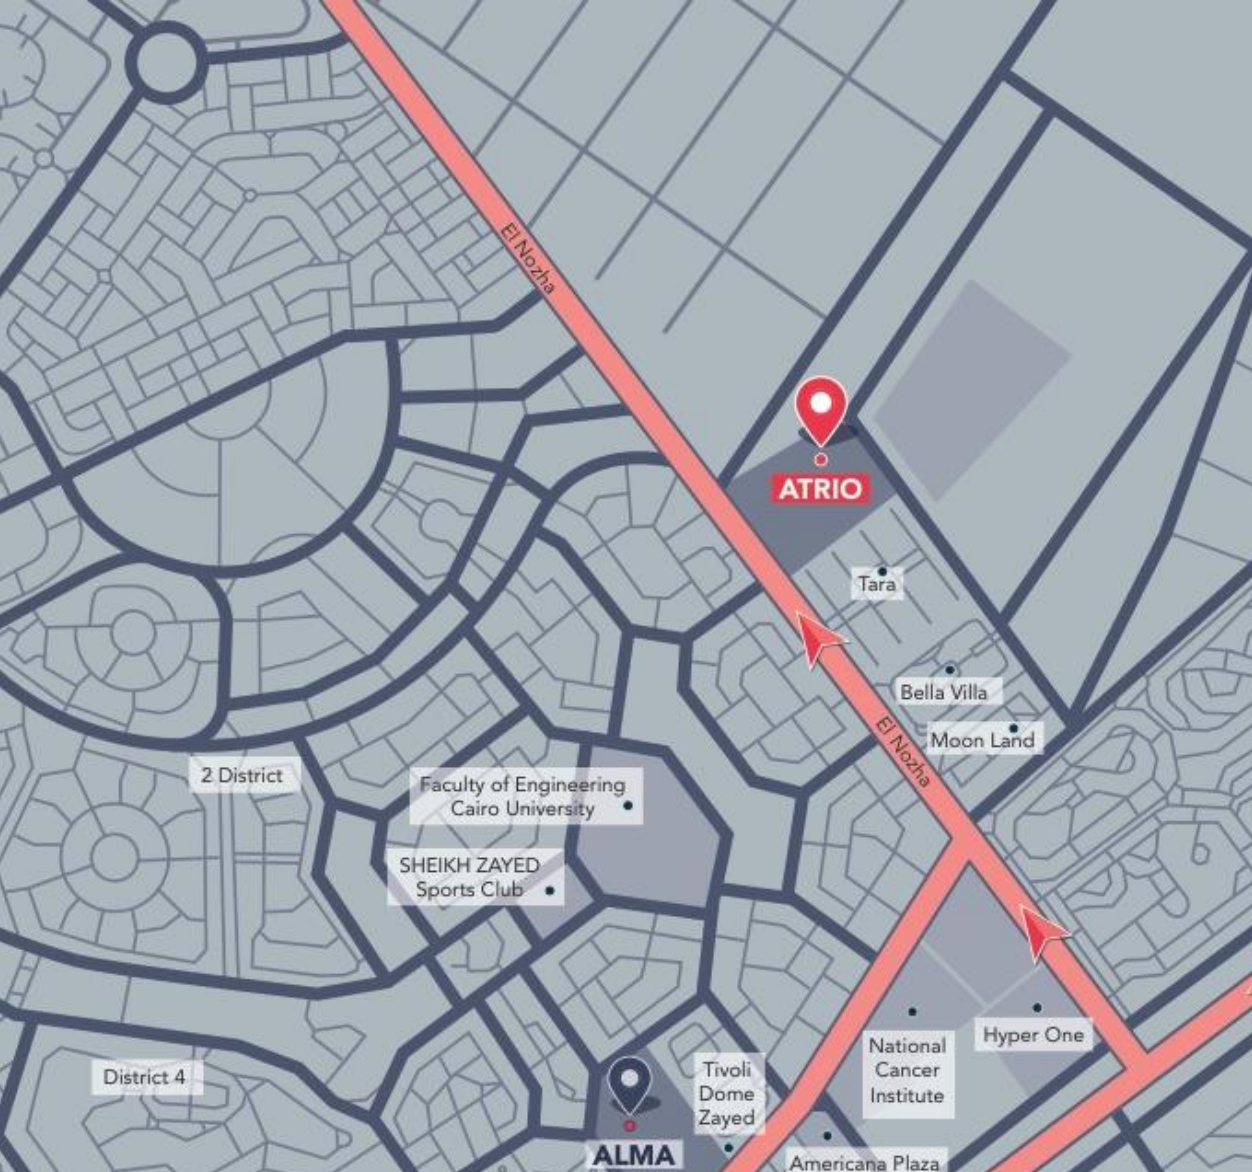 El Nozha
ATRIO
Tara
Bella Villa
Moon Land
El Nozha
2 District
Faculty of Engineering
Cairo University
SHEIKH ZAYED
Sports Club
Hyper One
National
Cancer
Institute
District 4
Tivoli
Dome
Zayed
ALMA
Americana Plaza